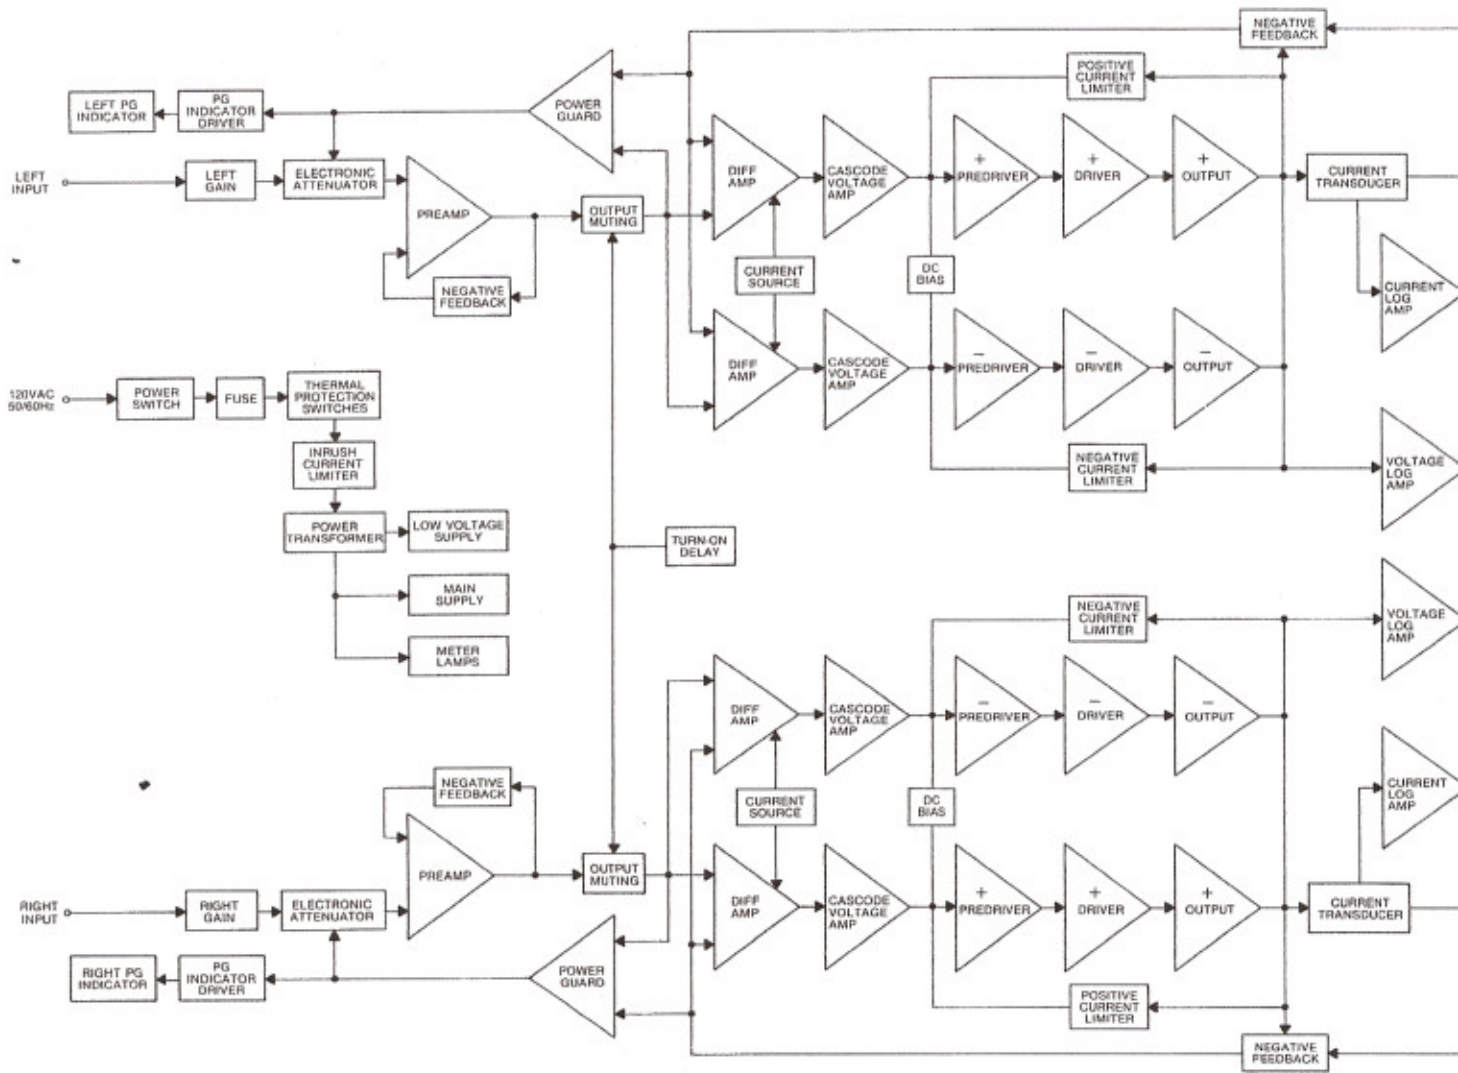 NEGATIVE
FEEDBACK
POSITIVE
CURRENT
LIMITER
LEFT PG
INDICATOR
PG
INDICATOR
DRIVER
POWER
GUARD
LEFT
INPUT
LEFT
GAIN
ELECTRONIC
ATTENUATOR
PREAMP
OUTPUT
MUTING
NEGATIVE
FEEDBACK
DIFF
AMP
CASCODE
VOLTAGE
AMP
+
PREDRIVER
+
DRIVER
+
OUTPUT
CURRENT
TRANSDUCER
CURRENT
SOURCE
DC
BIAS
CURRENT
LOG
AMP
DIFF
AMP
CASCODE
VOLTAGE
AMP
−
PREDRIVER
−
DRIVER
−
OUTPUT
120VAC
50/60Hz
POWER
SWITCH
FUSE
THERMAL
PROTECTION
SWITCHES
INRUSH
CURRENT
LIMITER
NEGATIVE
CURRENT
LIMITER
VOLTAGE
LOG
AMP
POWER
TRANSFORMER
LOW VOLTAGE
SUPPLY
TURN-ON
DELAY
MAIN
SUPPLY
METER
LAMPS
NEGATIVE
CURRENT
LIMITER
VOLTAGE
LOG
AMP
DIFF
AMP
CASCODE
VOLTAGE
AMP
−
PREDRIVER
−
DRIVER
−
OUTPUT
NEGATIVE
FEEDBACK
CURRENT
SOURCE
DC
BIAS
CURRENT
LOG
AMP
PREAMP
OUTPUT
MUTING
RIGHT
INPUT
RIGHT
GAIN
ELECTRONIC
ATTENUATOR
DIFF
AMP
CASCODE
VOLTAGE
AMP
+
PREDRIVER
+
DRIVER
+
OUTPUT
CURRENT
TRANSDUCER
RIGHT PG
INDICATOR
PG
INDICATOR
DRIVER
POWER
GUARD
POSITIVE
CURRENT
LIMITER
NEGATIVE
FEEDBACK